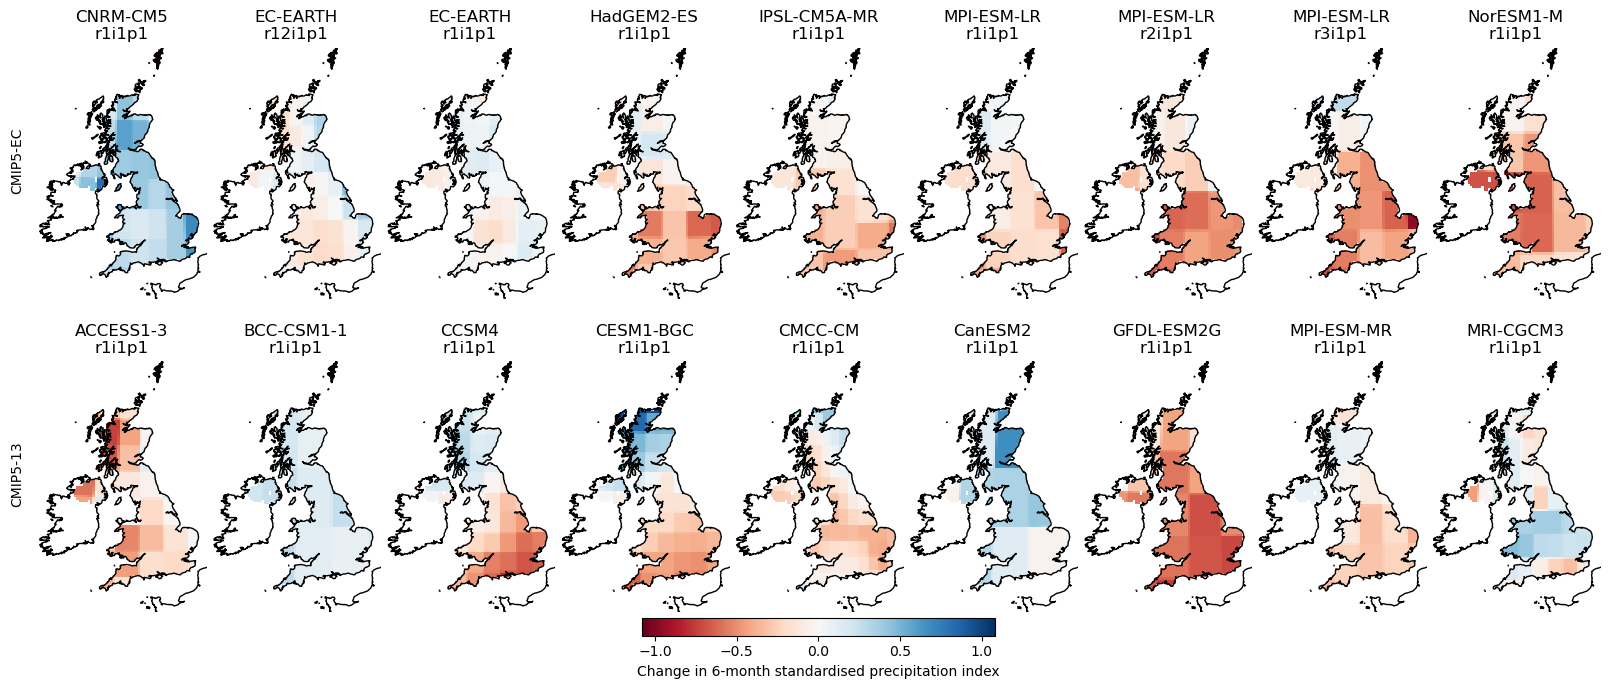 CNRM-CM5 EC-EARTH EC-EARTH HadGEM2-ES IPSL-CM5A-MR MPI-ESM-LR MPI-ESM-LR MPI-ESM-LR NorESM1-M
r1i1p1 r12i1p1 r1i1p1 r1i1p1 r1i1p1 r1i1p1 r2i1p1 r3i1p1 r1i1p1
CMIP5-EC
ACCESS1-3 BCC-CSM1-1 CCSM4 CESM1-BGC CMCC-CM CanESM2 GFDL-ESM2G MPI-ESM-MR MRI-CGCM3
r1i1p1 r1i1p1 r1i1p1 r1i1p1 r1i1p1 r1i1p1 r1i1p1 r1i1p1 r1i1p1
CMIP5-13
−1.0 −0.5 0.0 0.5 1.0
Change in 6-month standardised precipitation index